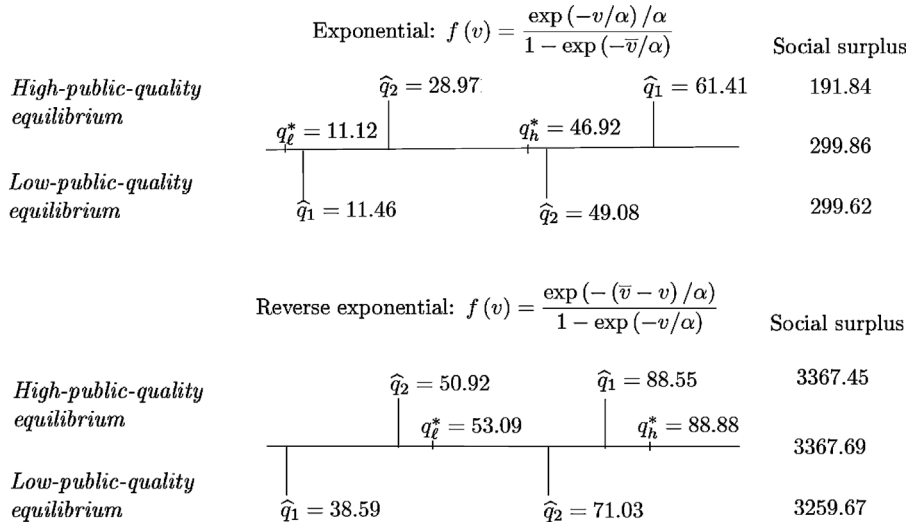 Exponential: f (v) = exp (−v/α) /α / 1 − exp (−v̅/α)
Social surplus
High-public-quality
equilibrium
q̂₂ = 28.97
q̂₁ = 61.41
191.84
q*ℓ = 11.12
q*h = 46.92
299.86
Low-public-quality
equilibrium
q̂₁ = 11.46
q̂₂ = 49.08
299.62
Reverse exponential: f (v) = exp (− (v̅ − v) /α) / 1 − exp (−v/α)
Social surplus
High-public-quality
equilibrium
q̂₂ = 50.92
q̂₁ = 88.55
3367.45
q*ℓ = 53.09
q*h = 88.88
3367.69
Low-public-quality
equilibrium
q̂₁ = 38.59
q̂₂ = 71.03
3259.67